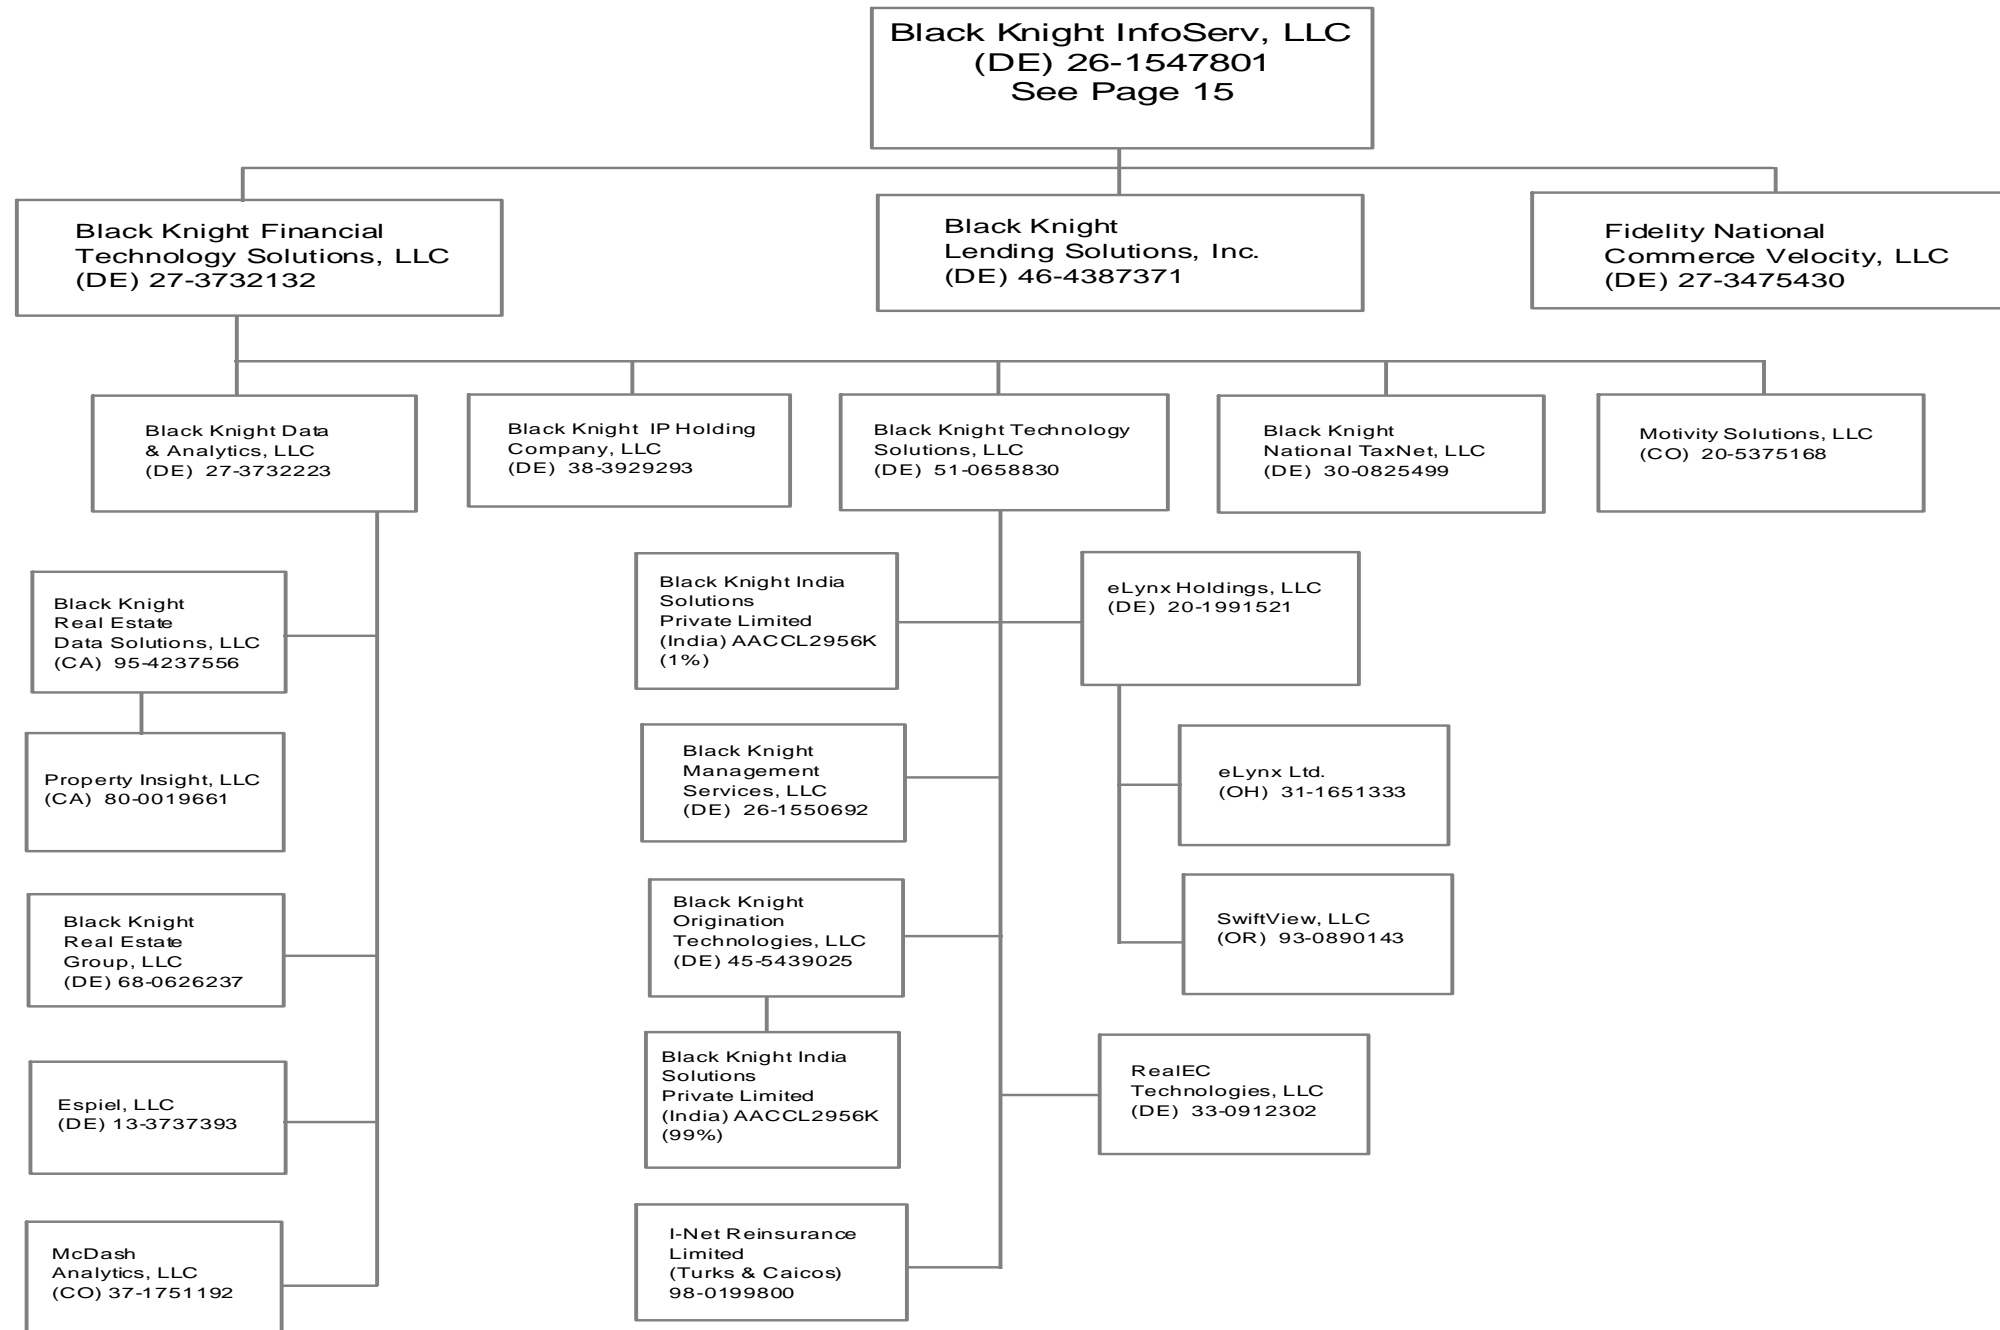 Black Knight InfoServ, LLC
(DE) 26-1547801
See Page 15
Black Knight Financial
Technology Solutions, LLC
(DE) 27-3732132
Black Knight
Lending Solutions, Inc.
(DE) 46-4387371
Fidelity National
Commerce Velocity, LLC
(DE) 27-3475430
Black Knight Data
& Analytics, LLC
(DE) 27-3732223
Black Knight IP Holding
Company, LLC
(DE) 38-3929293
Black Knight Technology
Solutions, LLC
(DE) 51-0658830
Black Knight
National TaxNet, LLC
(DE) 30-0825499
Motivity Solutions, LLC
(CO) 20-5375168
Black Knight
Real Estate
Data Solutions, LLC
(CA) 95-4237556
Property Insight, LLC
(CA) 80-0019661
Black Knight
Real Estate
Group, LLC
(DE) 68-0626237
Espiel, LLC
(DE) 13-3737393
McDash
Analytics, LLC
(CO) 37-1751192
Black Knight India
Solutions
Private Limited
(India) AACCL2956K
(1%)
Black Knight
Management
Services, LLC
(DE) 26-1550692
Black Knight
Origination
Technologies, LLC
(DE) 45-5439025
Black Knight India
Solutions
Private Limited
(India) AACCL2956K
(99%)
I-Net Reinsurance
Limited
(Turks & Caicos)
98-0199800
eLynx Holdings, LLC
(DE) 20-1991521
eLynx Ltd.
(OH) 31-1651333
SwiftView, LLC
(OR) 93-0890143
RealEC
Technologies, LLC
(DE) 33-0912302